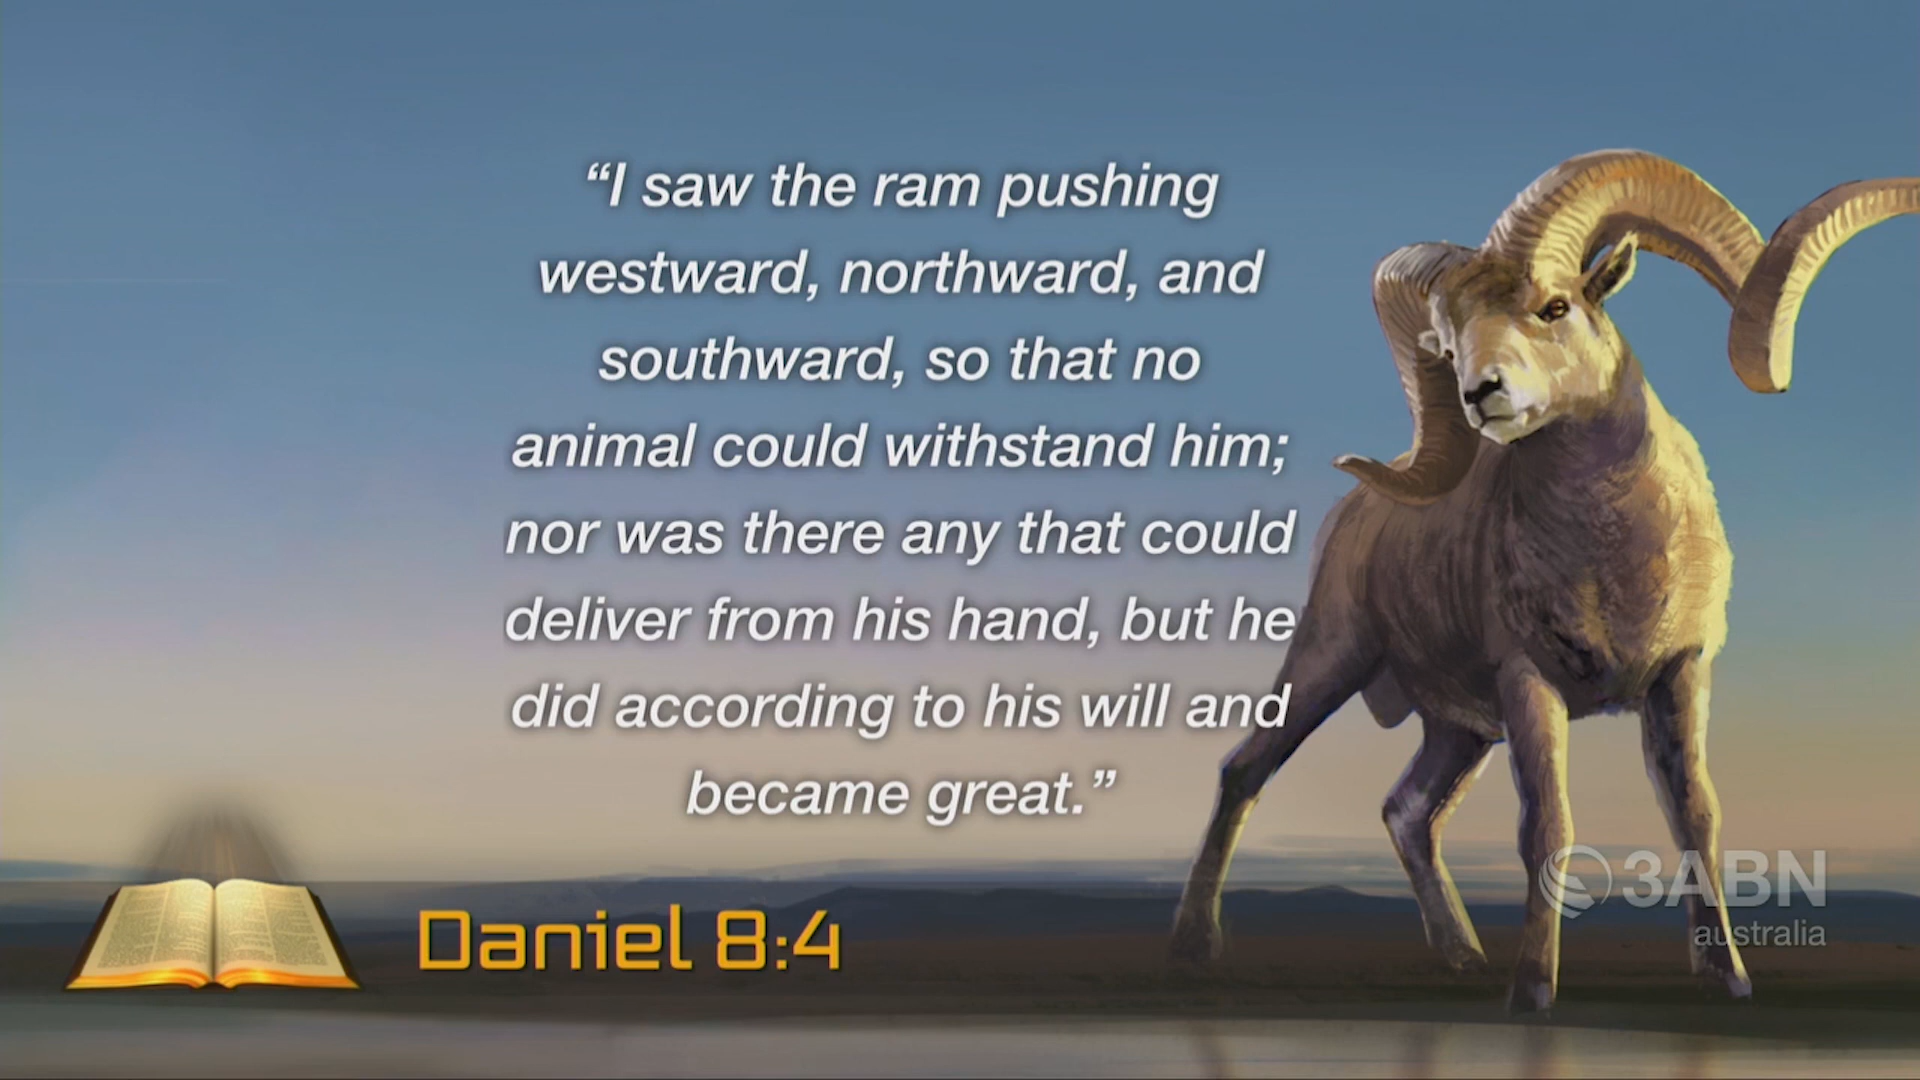 “I saw the ram pushing
westward, northward, and
southward, so that no
animal could withstand him;
nor was there any that could
deliver from his hand, but he
did according to his will and
became great.”
Daniel 8:4
3ABN
australia